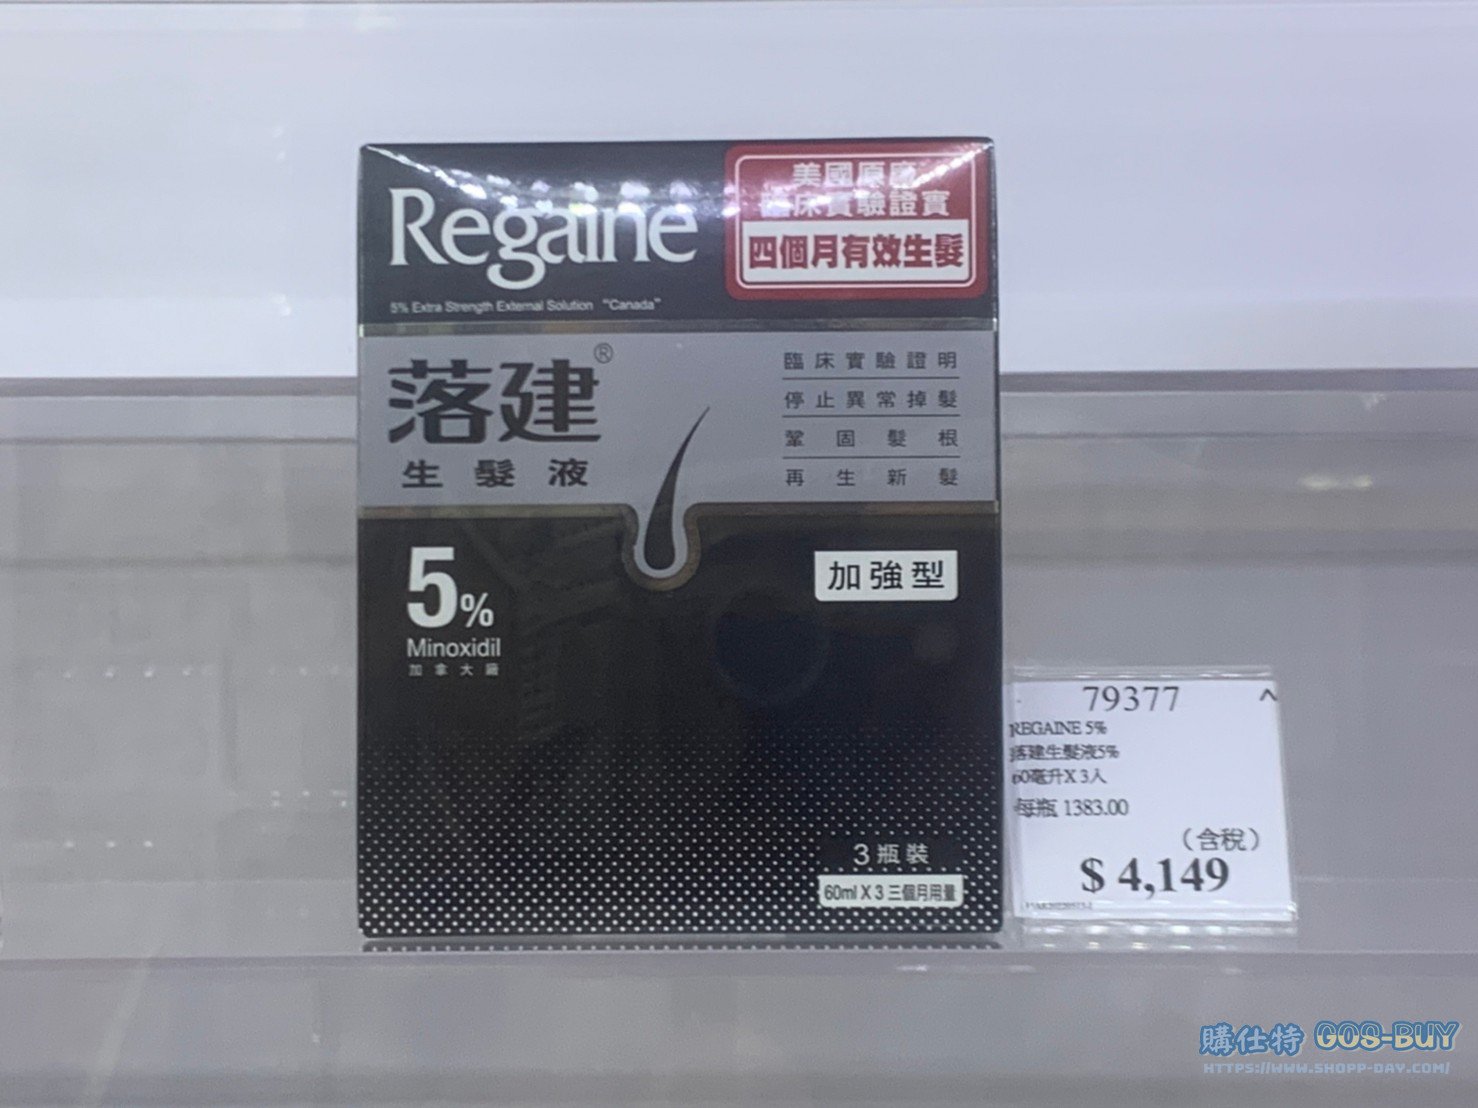 Regaine
5% Extra Strength External Solution "Canada"
美國原廠
臨床實驗證實
四個月有效生髮
落建®
生髮液
臨床實驗證明
停止異常掉髮
鞏固髮根
再生新髮
5%
Minoxidil
加拿大廠
加強型
3瓶裝
60ml X 3 三個月用量
79377 ^
REGAINE 5%
落建生髮液5%
60毫升X 3入
每瓶 1383.00
(含稅)
$ 4,149
購仕特 GOS-BUY
HTTPS://WWW.SHOPP-DAY.COM/